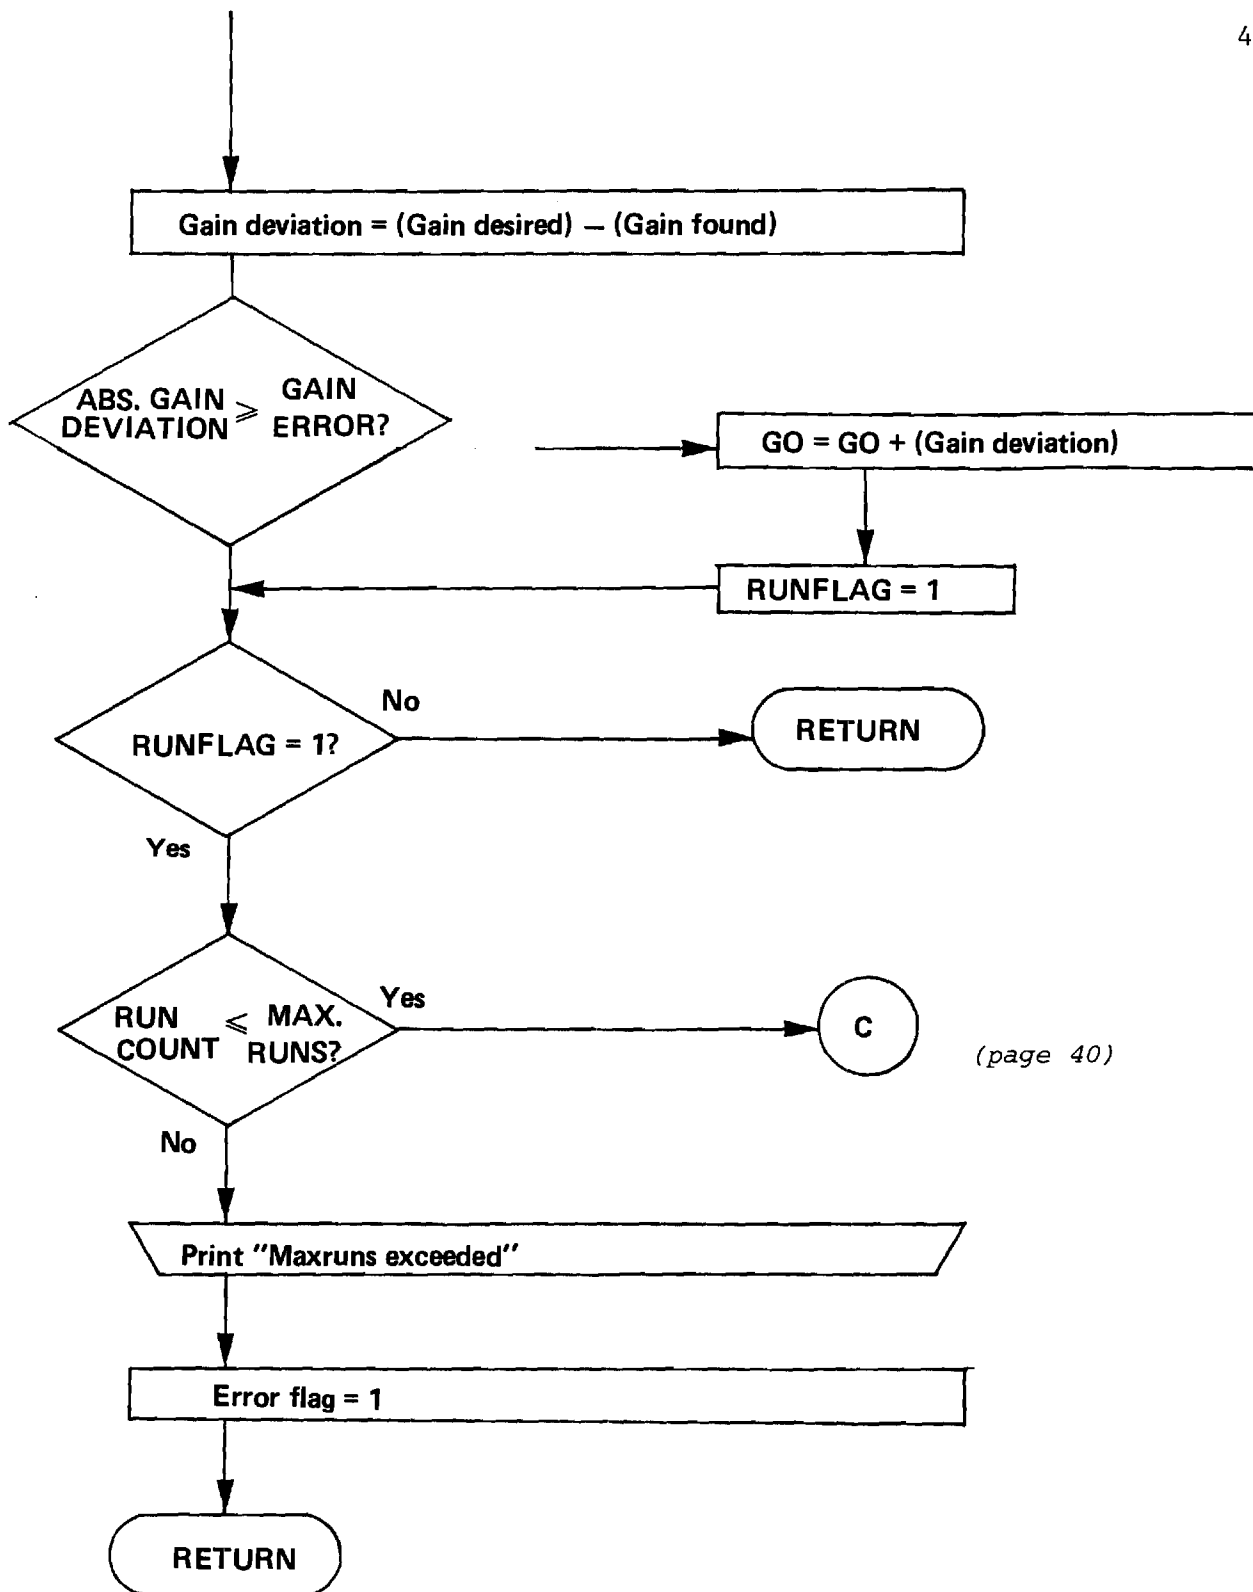 4
Gain deviation = (Gain desired) — (Gain found)
ABS. GAIN DEVIATION ⩾ GAIN ERROR?
GO = GO + (Gain deviation)
RUNFLAG = 1
RUNFLAG = 1?
No
RETURN
Yes
RUN COUNT ⩽ MAX. RUNS?
Yes
C
(page 40)
No
Print "Maxruns exceeded"
Error flag = 1
RETURN